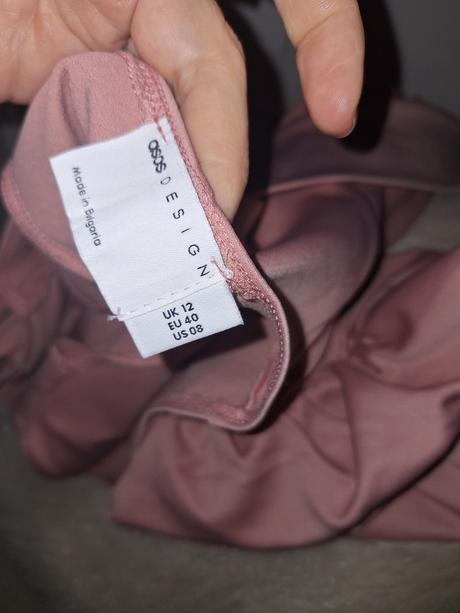 asos DESIGN
Made in Bulgaria
UK 12
EU 40
US 08